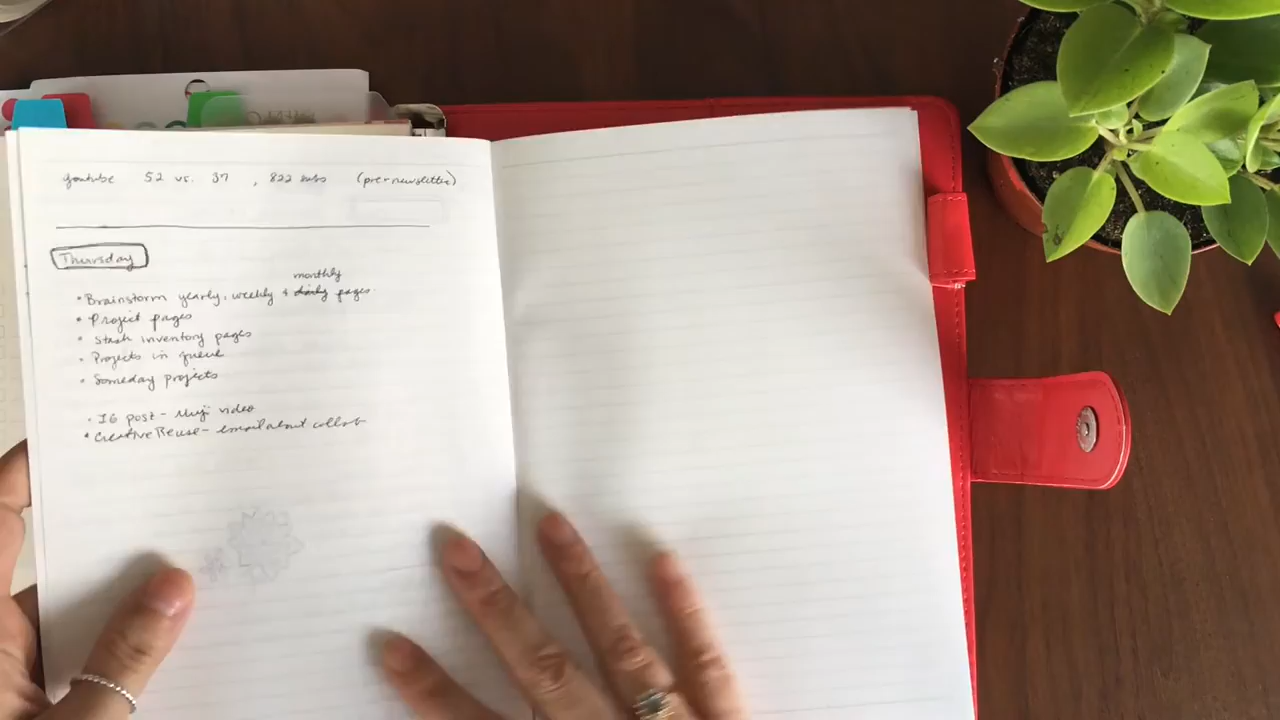 youtube 52 vs. 37 , 822 subs (pre-newsletter)
Thursday
monthly
• Brainstorm yearly, weekly + daily pages
• Project pages
• Stash inventory pages
• Projects in queue
• Someday projects
• IG post - Muji video
• Creative Reuse - email about collab